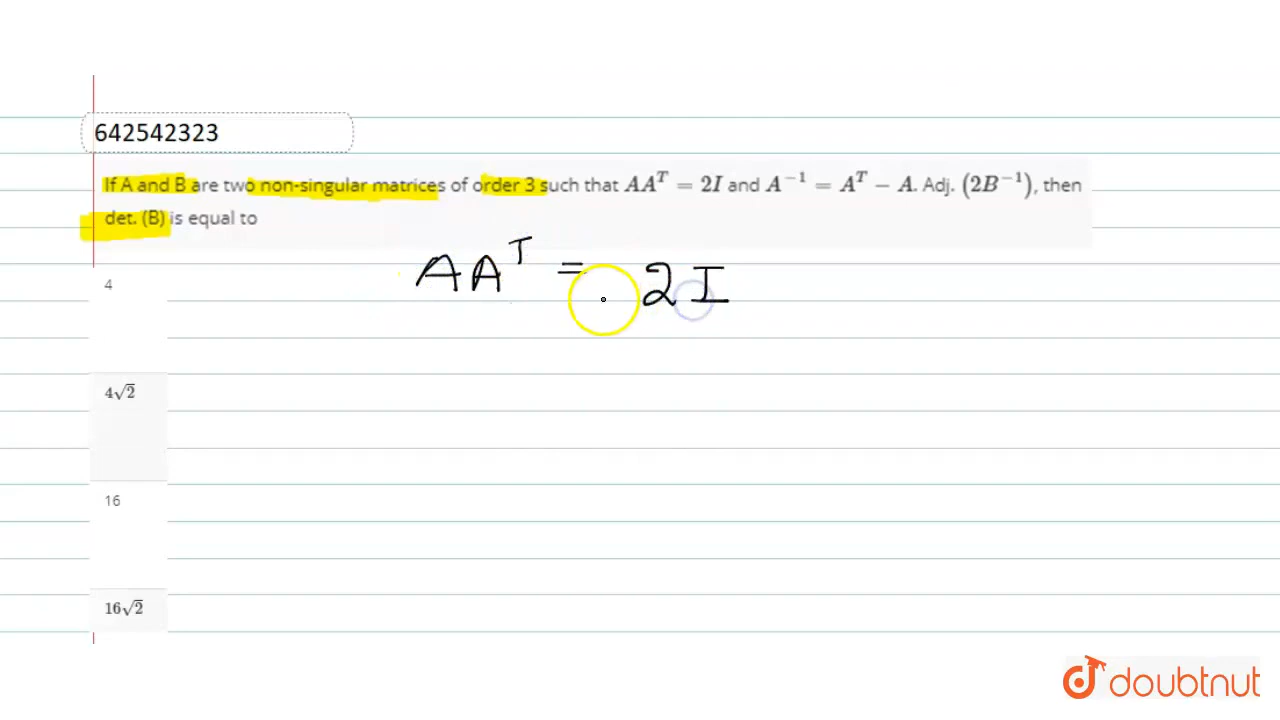 642542323
If A and B are two non-singular matrices of order 3 such that $AA^T = 2I$ and $A^{-1} = A^T - A$. Adj. $(2B^{-1})$, then
det. (B) is equal to
$AA^T = 2I$
4
$4\sqrt{2}$
16
$16\sqrt{2}$
doubtnut